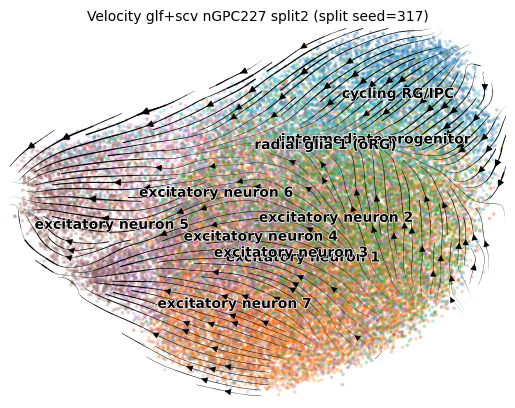 Velocity glf+scv nGPC227 split2 (split seed=317)
cycling RG/IPC
intermediate progenitor
radial glia 1 (oRG)
excitatory neuron 6
excitatory neuron 2
excitatory neuron 5
excitatory neuron 4
excitatory neuron 3
excitatory neuron 1
excitatory neuron 7